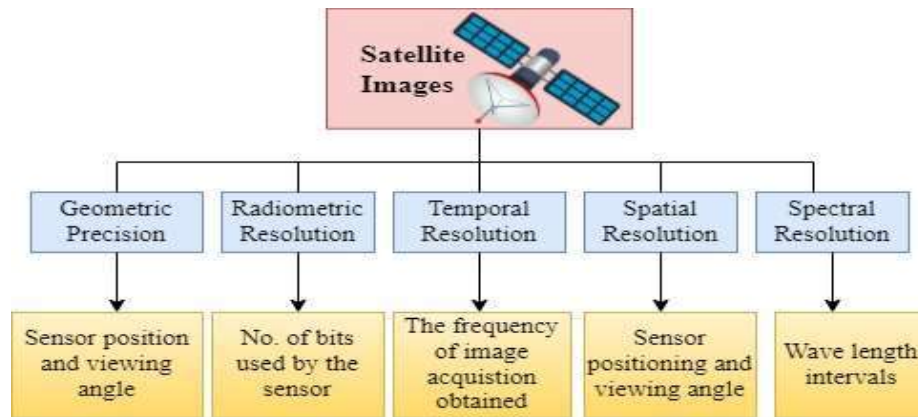 Satellite
Images
Geometric
Precision
Radiometric
Resolution
Temporal
Resolution
Spatial
Resolution
Spectral
Resolution
Sensor position
and viewing
angle
No. of bits
used by the
sensor
The frequency
of image
acquistion
obtained
Sensor
positioning and
viewing angle
Wave length
intervals